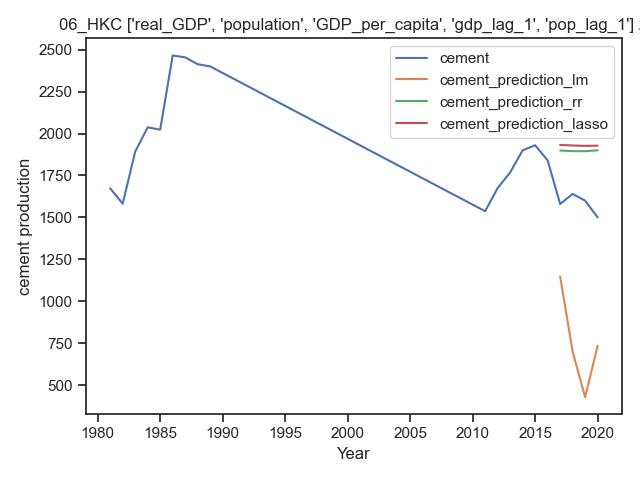 06_HKC ['real_GDP', 'population', 'GDP_per_capita', 'gdp_lag_1', 'pop_lag_1']
cement
cement_prediction_lm
cement_prediction_rr
cement_prediction_lasso
2500
2250
2000
1750
1500
1250
1000
750
500
cement production
1980
1985
1990
1995
2000
2005
2010
2015
2020
Year